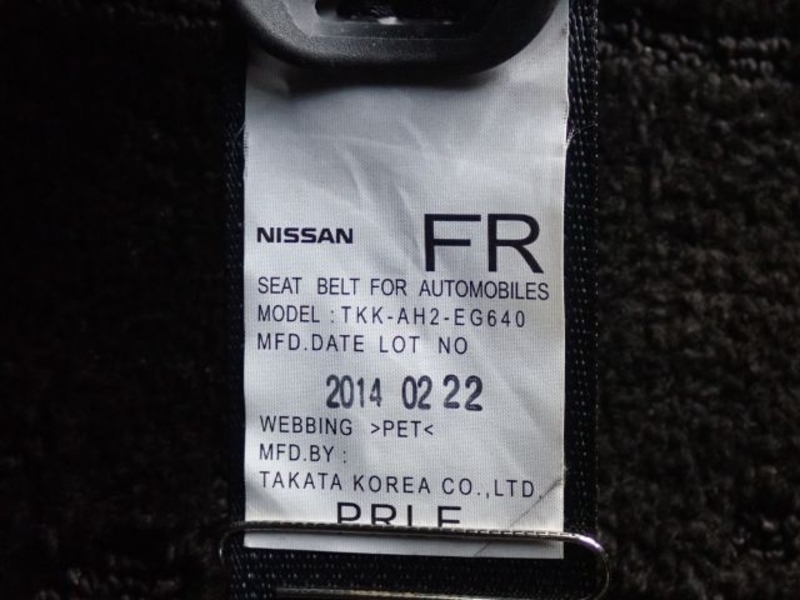 NISSAN FR
SEAT BELT FOR AUTOMOBILES
MODEL : TKK-AH2-EG640
MFD.DATE LOT NO
2014 02 22
WEBBING >PET<
MFD.BY :
TAKATA KOREA CO.,LTD.